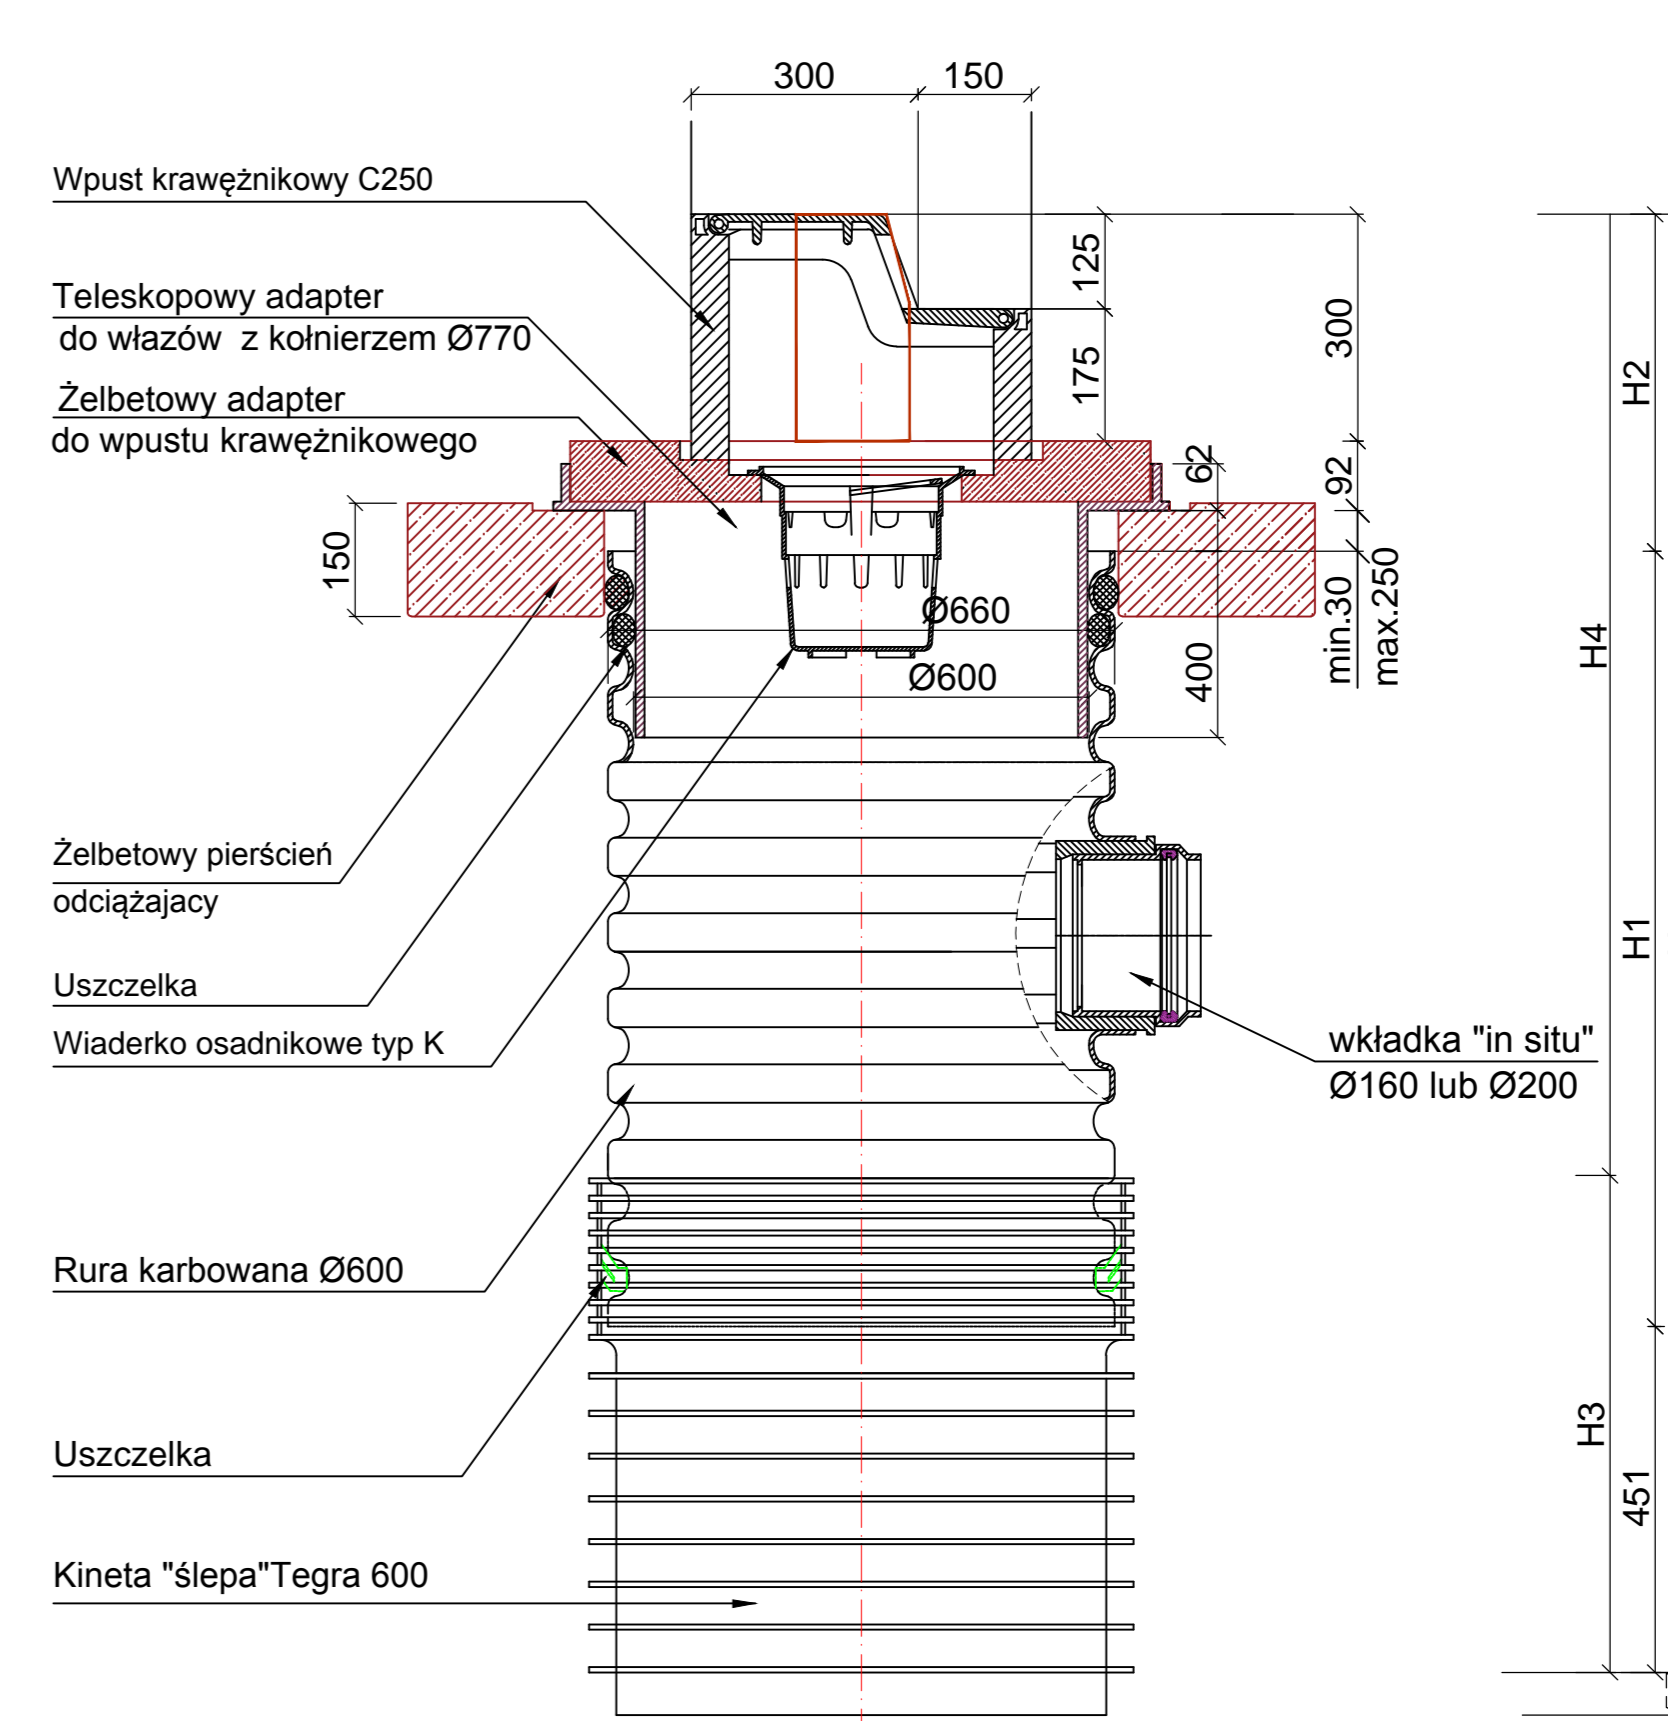 300
150
Wpust krawężnikowy C250
Teleskopowy adapter
do włazów z kołnierzem Ø770
Żelbetowy adapter
do wpustu krawężnikowego
125
175
300
62
92
150
min.30
max.250
400
Ø660
Ø600
H2
H4
H1
H3
451
Żelbetowy pierścień
odciążajacy
Uszczelka
Wiaderko osadnikowe typ K
wkładka "in situ"
Ø160 lub Ø200
Rura karbowana Ø600
Uszczelka
Kineta "ślepa"Tegra 600